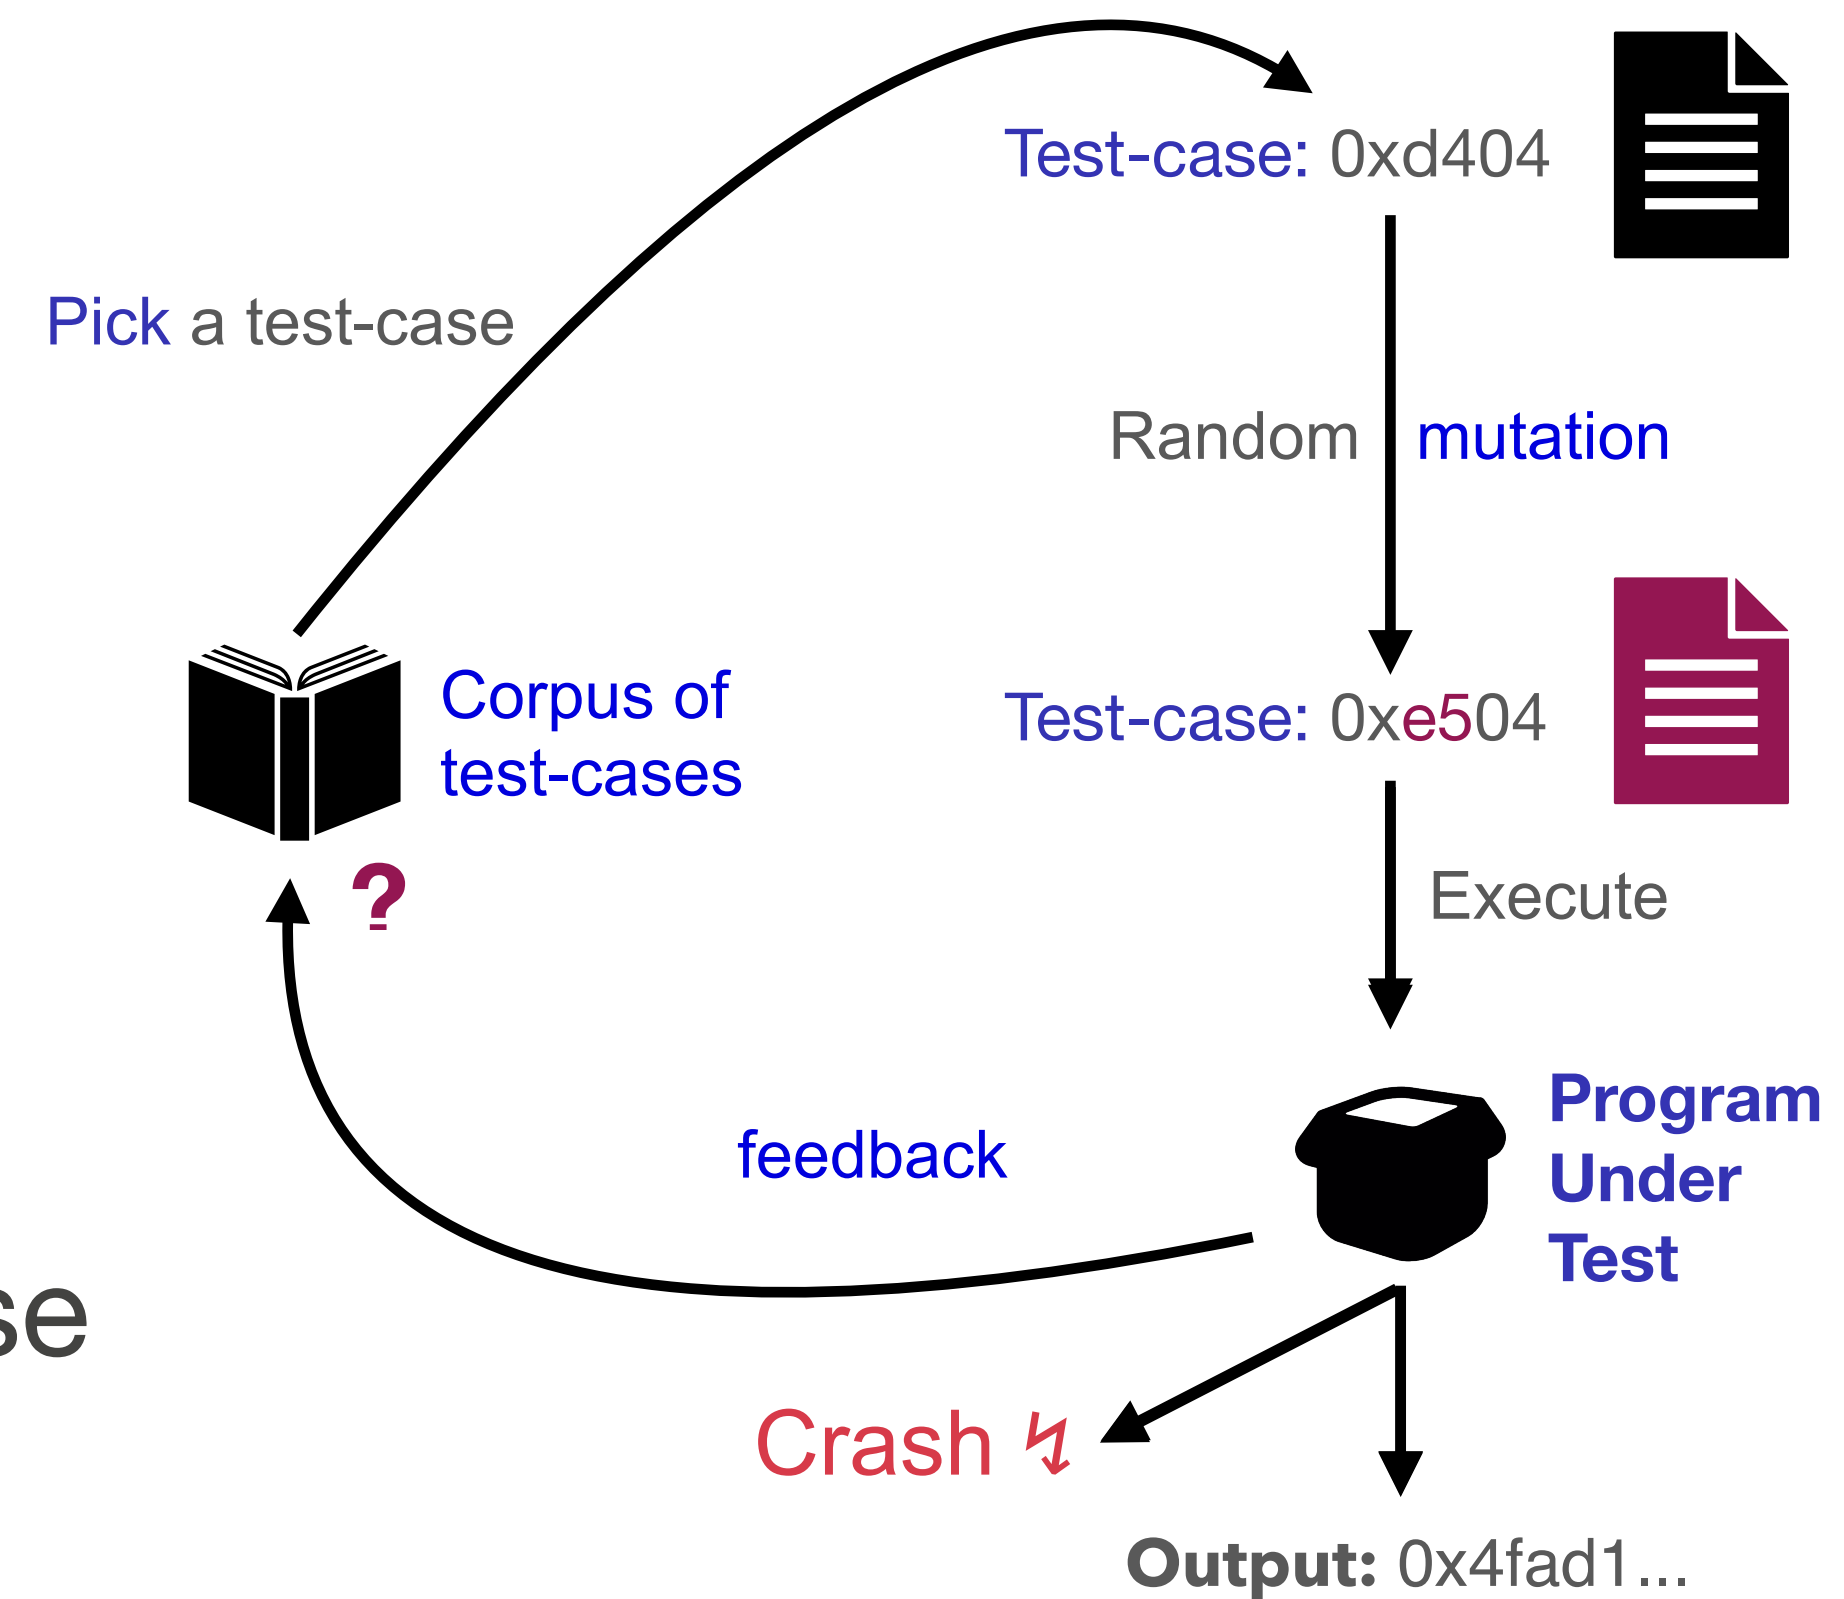 Test-case: 0xd404
Pick a test-case
Random mutation
Corpus of
test-cases
Test-case: 0xe504
?
Execute
Program
Under
Test
feedback
se
Crash ↯
Output: 0x4fad1...